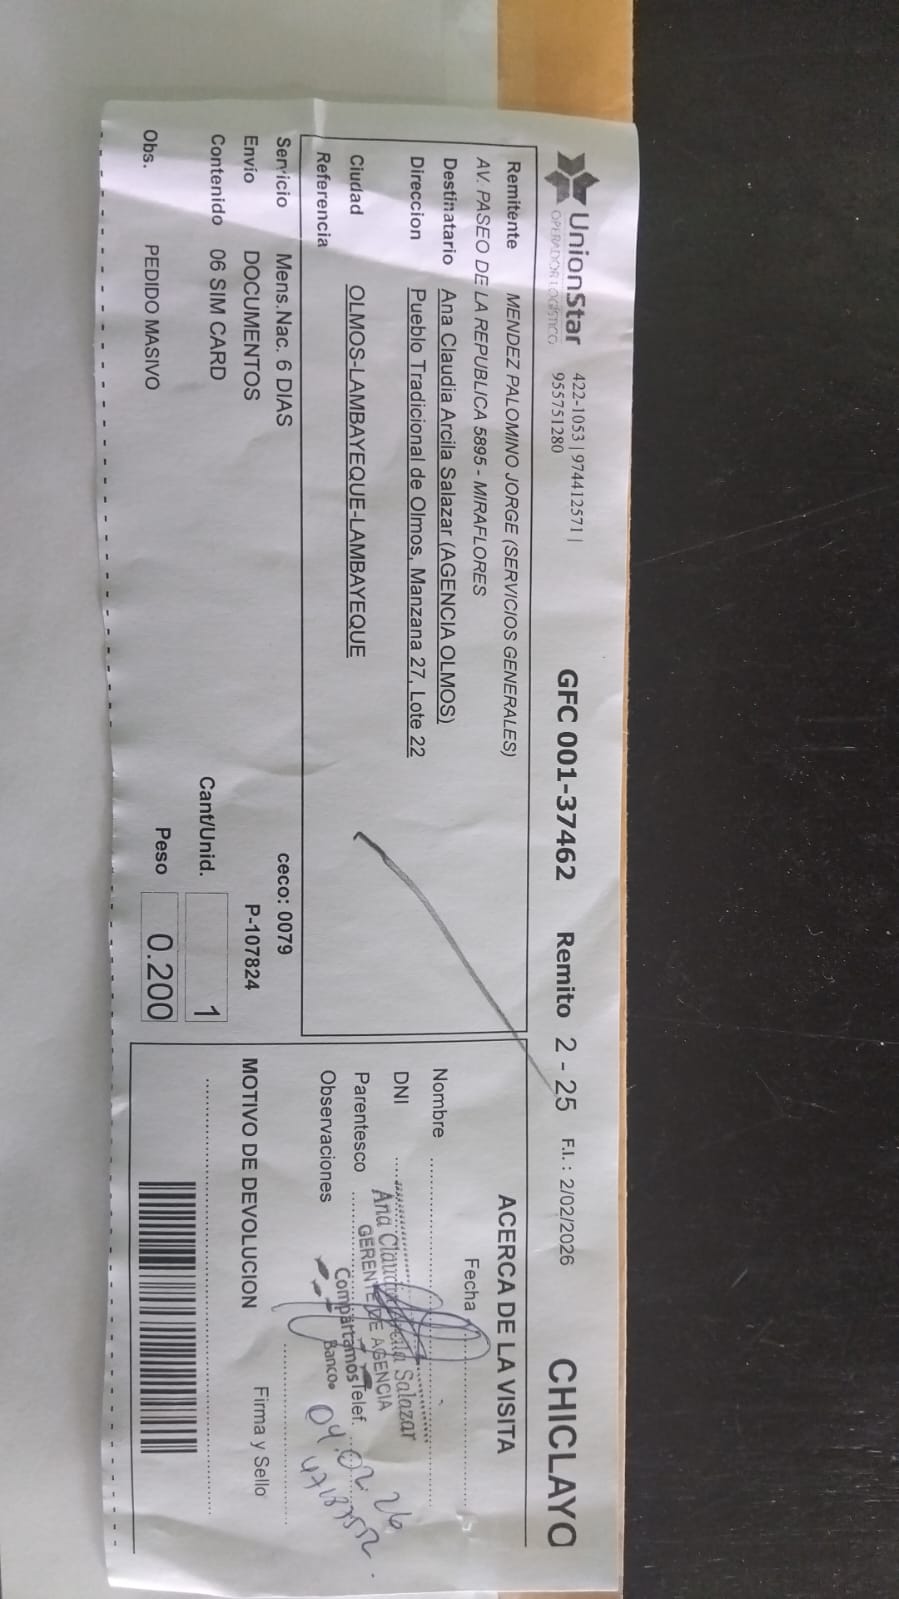 UnionStar
OPERADOR LOGÍSTICO
422-1053 | 974412571 |
955751280
GFC 001-37462 Remito 2 - 25 F.I. : 2/02/2026 CHICLAYO
Remitente MENDEZ PALOMINO JORGE (SERVICIOS GENERALES)
AV. PASEO DE LA REPUBLICA 5895 - MIRAFLORES
Destinatario Ana Claudia Arcila Salazar (AGENCIA OLMOS)
Direccion Pueblo Tradicional de Olmos, Manzana 27, Lote 22
Ciudad OLMOS-LAMBAYEQUE-LAMBAYEQUE
Referencia
Servicio Mens.Nac. 6 DIAS ceco: 0079
Envio DOCUMENTOS P-107824
Contenido 06 SIM CARD Cant/Unid. 1
Obs. PEDIDO MASIVO Peso 0.200
ACERCA DE LA VISITA
Fecha
Nombre
DNI
Ana Claudia Arcila Salazar
Parentesco
GERENTE DE AGENCIA
Telef.
Compartamos
Banco
Observaciones
04.02.26
MOTIVO DE DEVOLUCION
Firma y Sello